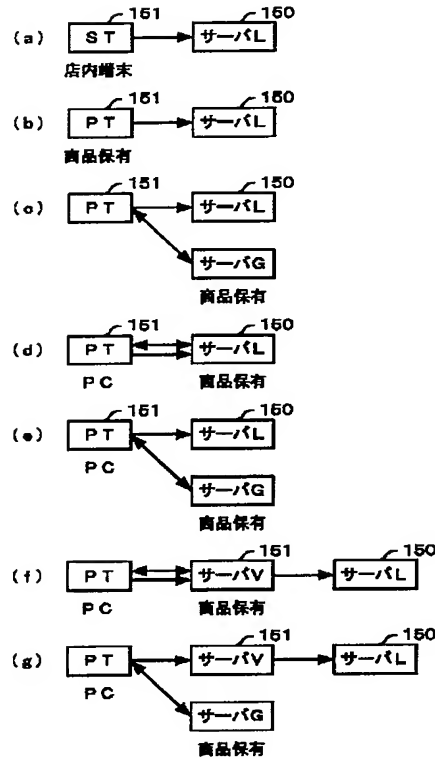 151 150
(a) ST サーバL
店内端末
151 150
(b) PT サーバL
商品保有
151 150
(c) PT サーバL
サーバG
商品保有
151 150
(d) PT サーバL
PC 商品保有
151 150
(e) PT サーバL
PC
サーバG
商品保有
151 150
(f) PT サーバV サーバL
PC 商品保有
151 150
(g) PT サーバV サーバL
PC
サーバG
商品保有